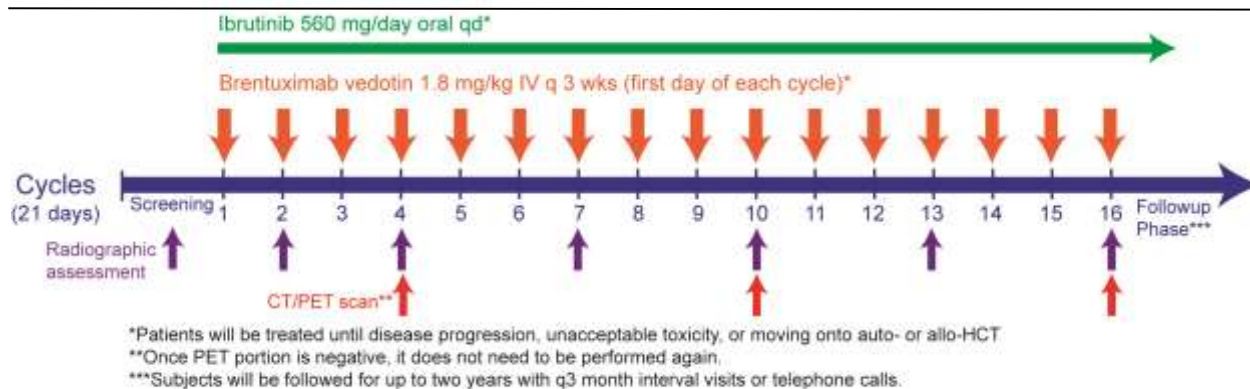 Ibrutinib 560 mg/day oral qd*
Brentuximab vedotin 1.8 mg/kg IV q 3 wks (first day of each cycle)*
Cycles
(21 days)
Screening
1 2 3 4 5 6 7 8 9 10 11 12 13 14 15 16
Followup
Phase***
Radiographic
assessment
CT/PET scan**
*Patients will be treated until disease progression, unacceptable toxicity, or moving onto auto- or allo-HCT
**Once PET portion is negative, it does not need to be performed again.
***Subjects will be followed for up to two years with q3 month interval visits or telephone calls.